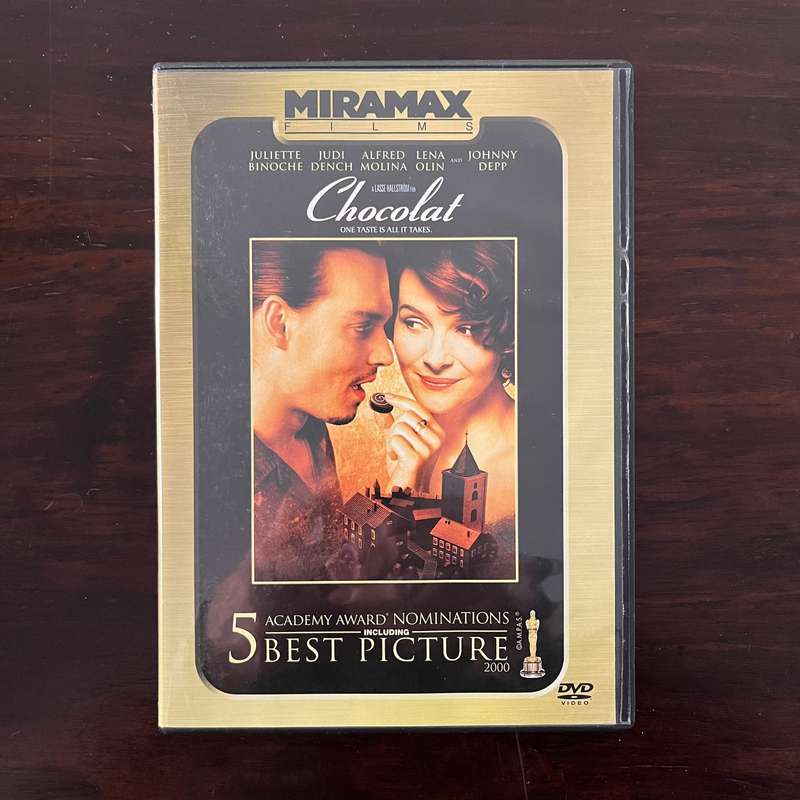 MIRAMAX
FILMS
JULIETTE BINOCHE JUDI DENCH ALFRED MOLINA LENA OLIN AND JOHNNY DEPP
A LASSE HALLSTRÖM FILM
Chocolat
ONE TASTE IS ALL IT TAKES.
5 ACADEMY AWARD® NOMINATIONS
INCLUDING
BEST PICTURE
2000
©A.M.P.A.S.®
DVD
VIDEO